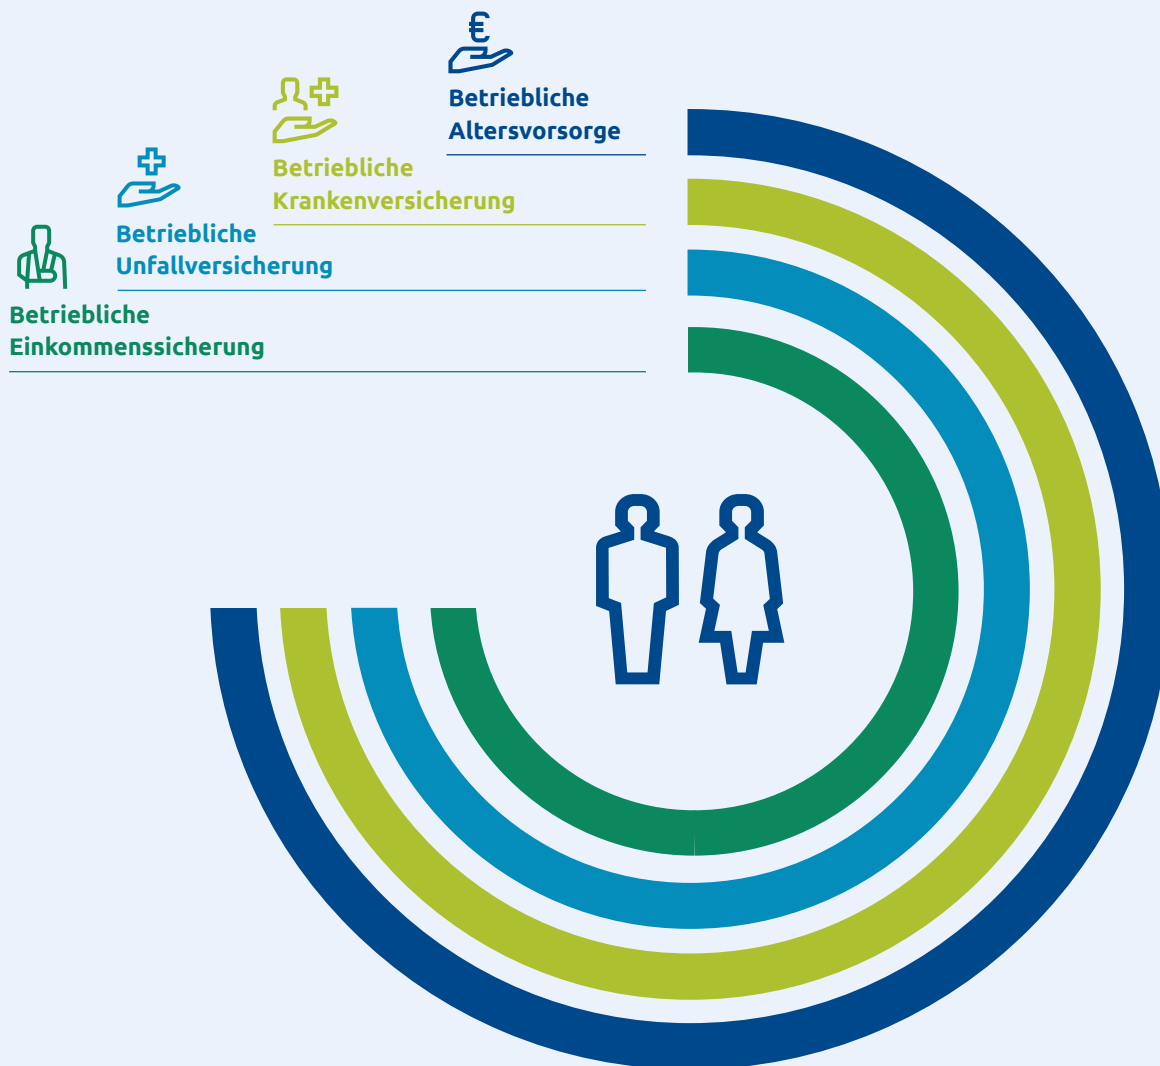 €
Betriebliche
Altersvorsorge
Betriebliche
Krankenversicherung
Betriebliche
Unfallversicherung
Betriebliche
Einkommenssicherung